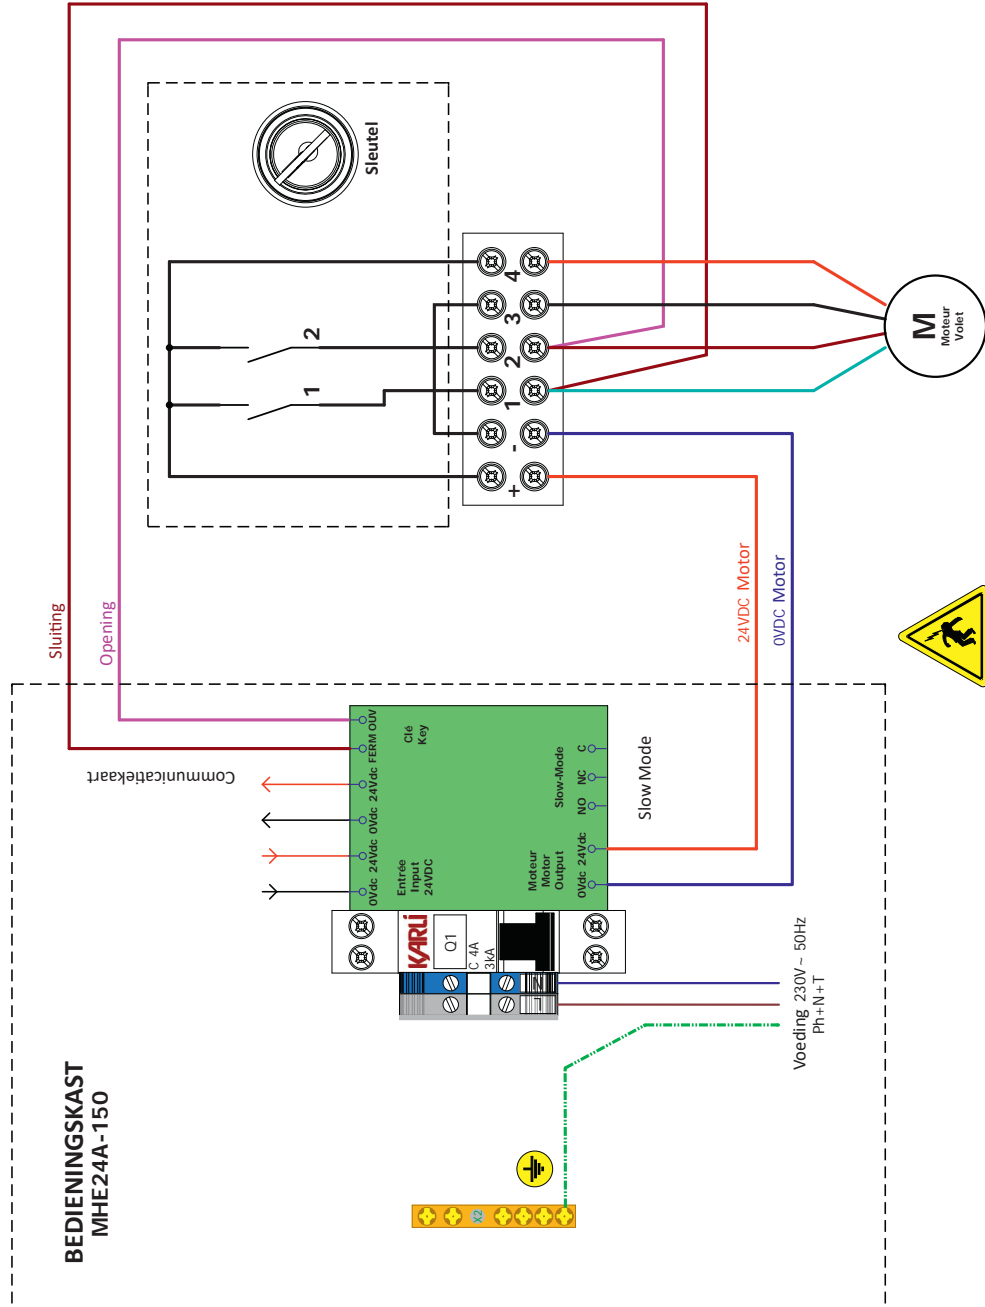 BEDIENINGSKAST
MHE24A-150
Sluiting
Opening
Communicatiekaart
Sleutel
1
2
+
-
1
2
3
4
M
Moteur
Volet
24VDC Motor
0VDC Motor
0Vdc
24Vdc
0Vdc
24Vdc
FERM
OUV
Entrée
Input
24VDC
Clé
Key
Moteur
Motor
Output
Slow-Mode
0Vdc
24Vdc
NO
NC
C
Slow Mode
KARLi
Q1
C 4A
3kA
L
N
X2
Voeding 230V ~ 50Hz
Ph+N+T